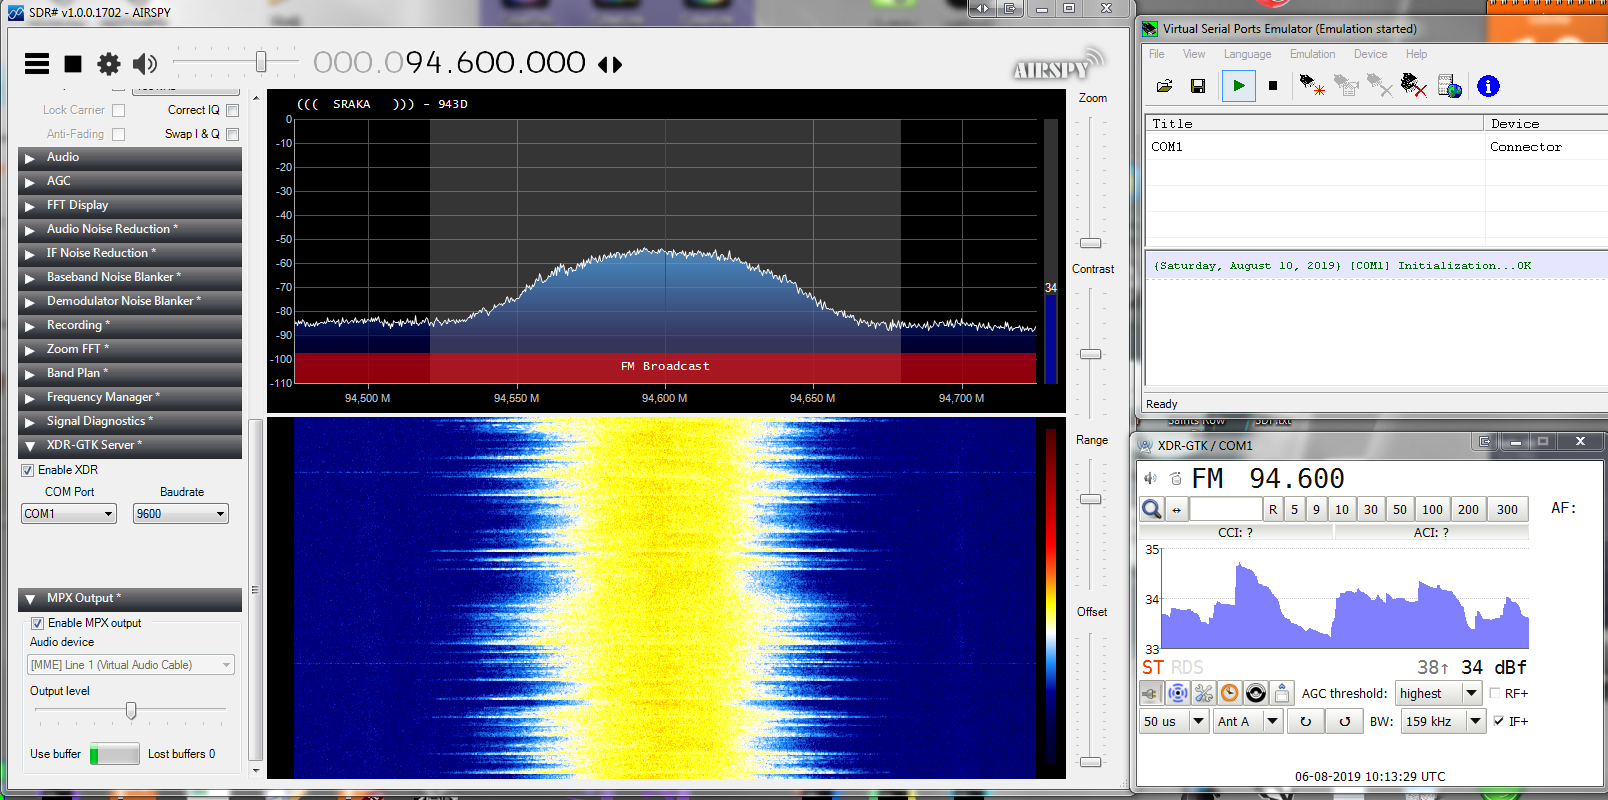 SDR# v1.0.0.1702 - AIRSPY
000.094.600.000
AIRSPY
Lock Carrier
Correct IQ
Anti-Fading
Swap I & Q
Audio
AGC
FFT Display
Audio Noise Reduction *
IF Noise Reduction *
Baseband Noise Blanker *
Demodulator Noise Blanker *
Recording *
Zoom FFT *
Band Plan *
Frequency Manager *
Signal Diagnostics *
XDR-GTK Server *
Enable XDR
COM Port
Baudrate
COM1
9600
MPX Output *
Enable MPX output
Audio device
[MME] Line 1 (Virtual Audio Cable)
Output level
Use buffer
Lost buffers 0
((( SRAKA ))) - 943D
0
-10
-20
-30
-40
-50
-60
-70
-80
-90
-100
-110
34
FM Broadcast
94,500 M
94,550 M
94,600 M
94,650 M
94,700 M
Zoom
Contrast
Range
Offset
Virtual Serial Ports Emulator (Emulation started)
File View Language Emulation Device Help
Title Device
COM1 Connector
{Saturday, August 10, 2019} [COM1] Initialization...OK
Ready
Saints Row
XDR-GTK / COM1
FM 94.600
R 5 9 10 30 50 100 200 300
AF:
CCI: ?
ACI: ?
35
34
33
ST RDS
38↑ 34 dBf
AGC threshold: highest RF+
50 us Ant A BW: 159 kHz IF+
06-08-2019 10:13:29 UTC